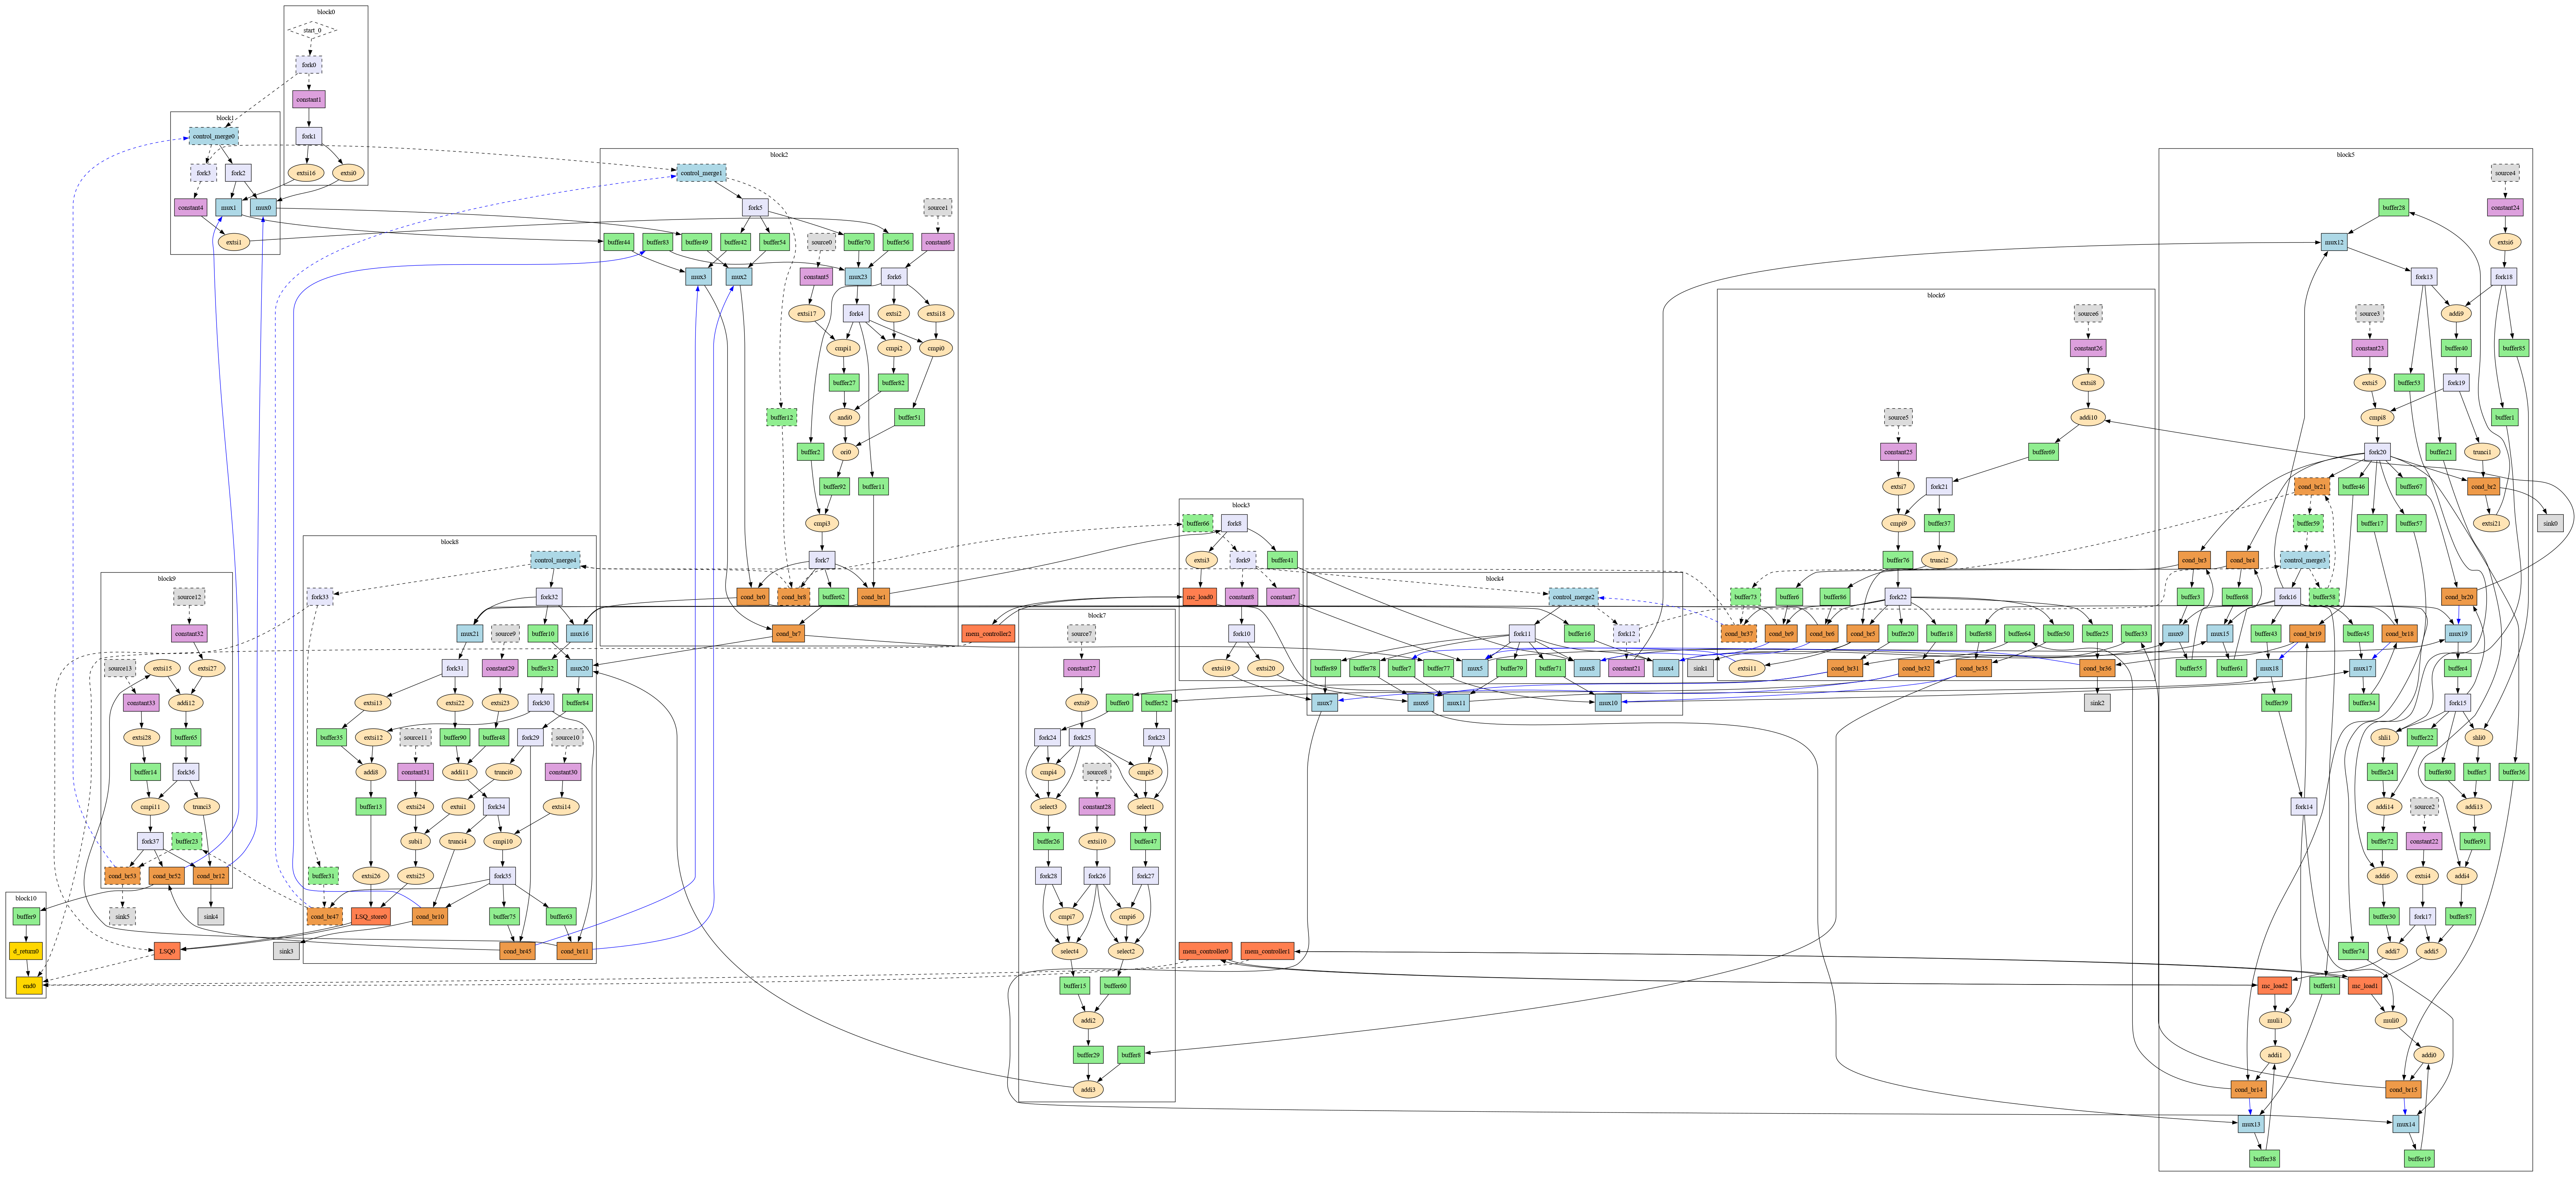 block0
start_0
fork0
constant1
fork1
extsi16
extsi0
block1
control_merge0
fork3
fork2
constant4
mux1
mux0
extsi1
block2
control_merge1
fork5
source1
buffer44
buffer83
buffer49
buffer42
buffer54
source0
buffer70
buffer56
constant6
mux3
mux2
constant5
mux23
fork6
extsi17
fork4
extsi2
extsi18
cmpi1
cmpi2
cmpi0
buffer27
buffer82
buffer12
andi0
buffer51
buffer2
ori0
buffer92
buffer11
cmpi3
fork7
cond_br0
cond_br8
buffer62
cond_br1
cond_br7
block3
buffer66
fork8
extsi3
fork9
buffer41
mc_load0
constant8
constant7
fork10
extsi19
extsi20
block4
control_merge2
fork11
buffer16
fork12
buffer89
buffer78
buffer7
buffer77
mux5
buffer79
buffer71
mux8
constant21
mux4
mux7
mux6
mux11
mux10
block5
source4
buffer28
constant24
mux12
extsi6
fork13
fork18
source3
addi9
constant23
buffer40
buffer85
extsi5
buffer53
fork19
cmpi8
buffer1
fork20
buffer21
trunci1
cond_br21
buffer46
buffer67
cond_br2
buffer59
buffer17
buffer57
extsi21
sink0
cond_br3
cond_br4
control_merge3
buffer3
buffer68
fork16
buffer58
cond_br20
mux9
mux15
buffer43
cond_br19
buffer45
cond_br18
mux19
buffer55
buffer61
mux18
mux17
buffer4
buffer39
buffer34
fork15
shli1
buffer22
shli0
buffer24
buffer80
buffer5
buffer36
fork14
addi14
source2
addi13
buffer72
constant22
buffer91
addi6
extsi4
addi4
buffer30
fork17
buffer87
buffer74
addi7
addi5
mc_load2
buffer81
mc_load1
muli1
muli0
addi1
addi0
cond_br14
cond_br15
mux13
mux14
buffer38
buffer19
block6
source6
constant26
extsi8
source5
addi10
constant25
buffer69
extsi7
fork21
cmpi9
buffer37
buffer76
trunci2
buffer73
buffer6
buffer86
fork22
cond_br37
cond_br9
cond_br6
cond_br5
buffer20
buffer18
buffer88
buffer64
buffer50
buffer25
buffer33
sink1
extsi11
cond_br31
cond_br32
cond_br35
cond_br36
sink2
block7
source7
constant27
extsi9
buffer0
buffer52
fork24
fork25
fork23
cmpi4
source8
cmpi5
select3
constant28
select1
buffer26
extsi10
buffer47
fork28
fork26
fork27
cmpi7
cmpi6
select4
select2
buffer15
buffer60
addi2
buffer29
buffer8
addi3
mem_controller2
mem_controller0
mem_controller1
block8
control_merge4
fork33
fork32
mux21
buffer10
source9
mux16
fork31
constant29
buffer32
mux20
extsi13
extsi22
extsi23
fork30
buffer84
buffer35
extsi12
source11
buffer90
buffer48
fork29
source10
addi8
constant31
addi11
trunci0
constant30
buffer13
extsi24
extsi1
fork34
extsi14
subi1
trunci4
cmpi10
buffer31
extsi26
extsi25
fork35
cond_br47
LSQ_store0
cond_br10
buffer75
buffer63
cond_br45
cond_br11
sink3
LSQ0
block9
source12
constant32
source13
extsi15
extsi27
constant33
addi12
extsi28
buffer65
buffer14
fork36
cmpi11
trunci3
fork37
buffer23
cond_br53
cond_br52
cond_br12
sink5
sink4
block10
buffer9
d_return0
end0